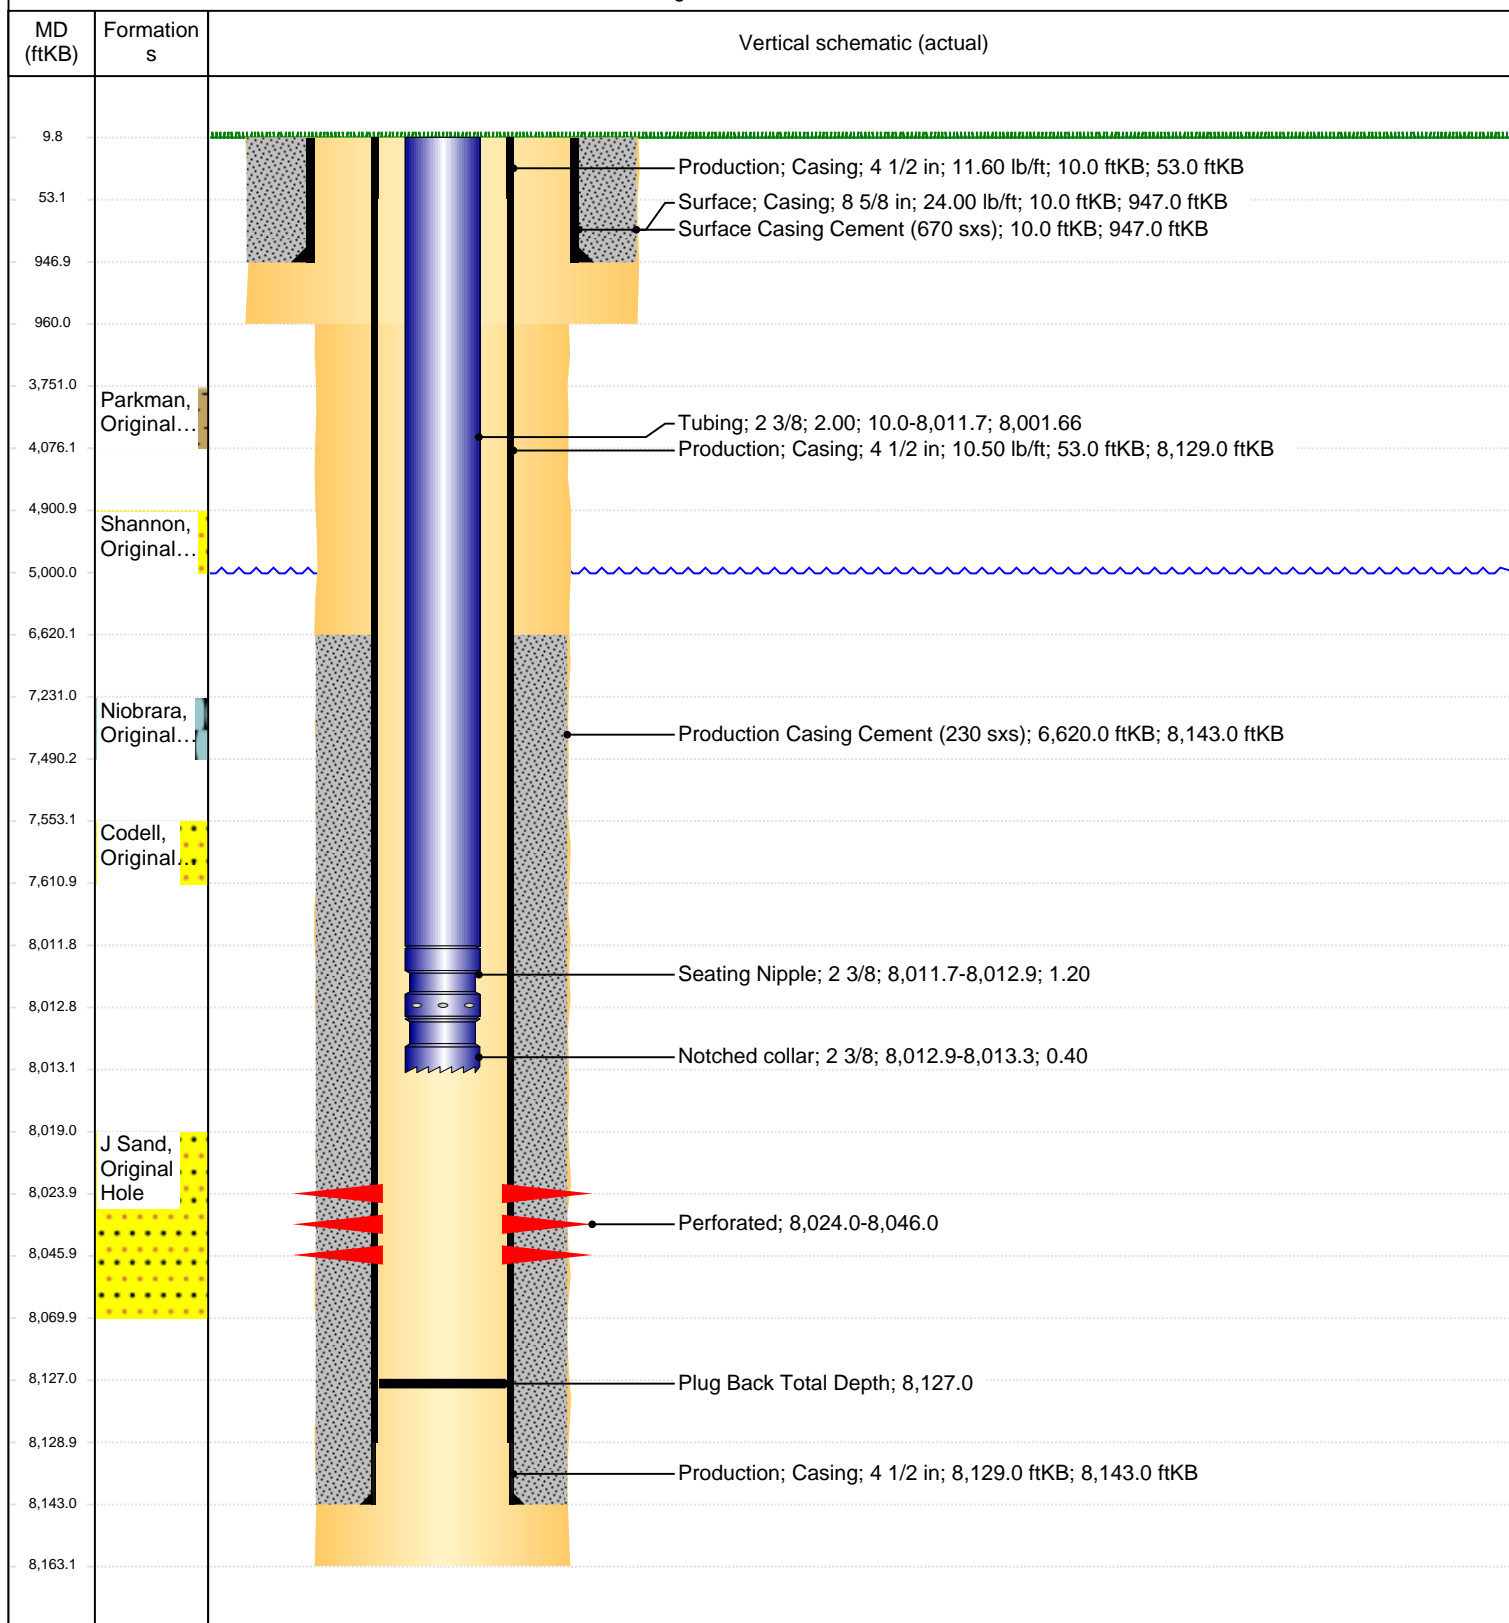 MD
(ftKB)
Formation
s
Vertical schematic (actual)
9.8
Production; Casing; 4 1/2 in; 11.60 lb/ft; 10.0 ftKB; 53.0 ftKB
53.1
Surface; Casing; 8 5/8 in; 24.00 lb/ft; 10.0 ftKB; 947.0 ftKB
Surface Casing Cement (670 sxs); 10.0 ftKB; 947.0 ftKB
946.9
960.0
3,751.0
Parkman,
Original...
Tubing; 2 3/8; 2.00; 10.0-8,011.7; 8,001.66
4,076.1
Production; Casing; 4 1/2 in; 10.50 lb/ft; 53.0 ftKB; 8,129.0 ftKB
4,900.9
Shannon,
Original...
5,000.0
6,620.1
7,231.0
Niobrara,
Original...
Production Casing Cement (230 sxs); 6,620.0 ftKB; 8,143.0 ftKB
7,490.2
7,553.1
Codell,
Original...
7,610.9
8,011.8
Seating Nipple; 2 3/8; 8,011.7-8,012.9; 1.20
8,012.8
Notched collar; 2 3/8; 8,012.9-8,013.3; 0.40
8,013.1
8,019.0
J Sand,
Original
Hole
8,023.9
Perforated; 8,024.0-8,046.0
8,045.9
8,069.9
8,127.0
Plug Back Total Depth; 8,127.0
8,128.9
Production; Casing; 4 1/2 in; 8,129.0 ftKB; 8,143.0 ftKB
8,143.0
8,163.1